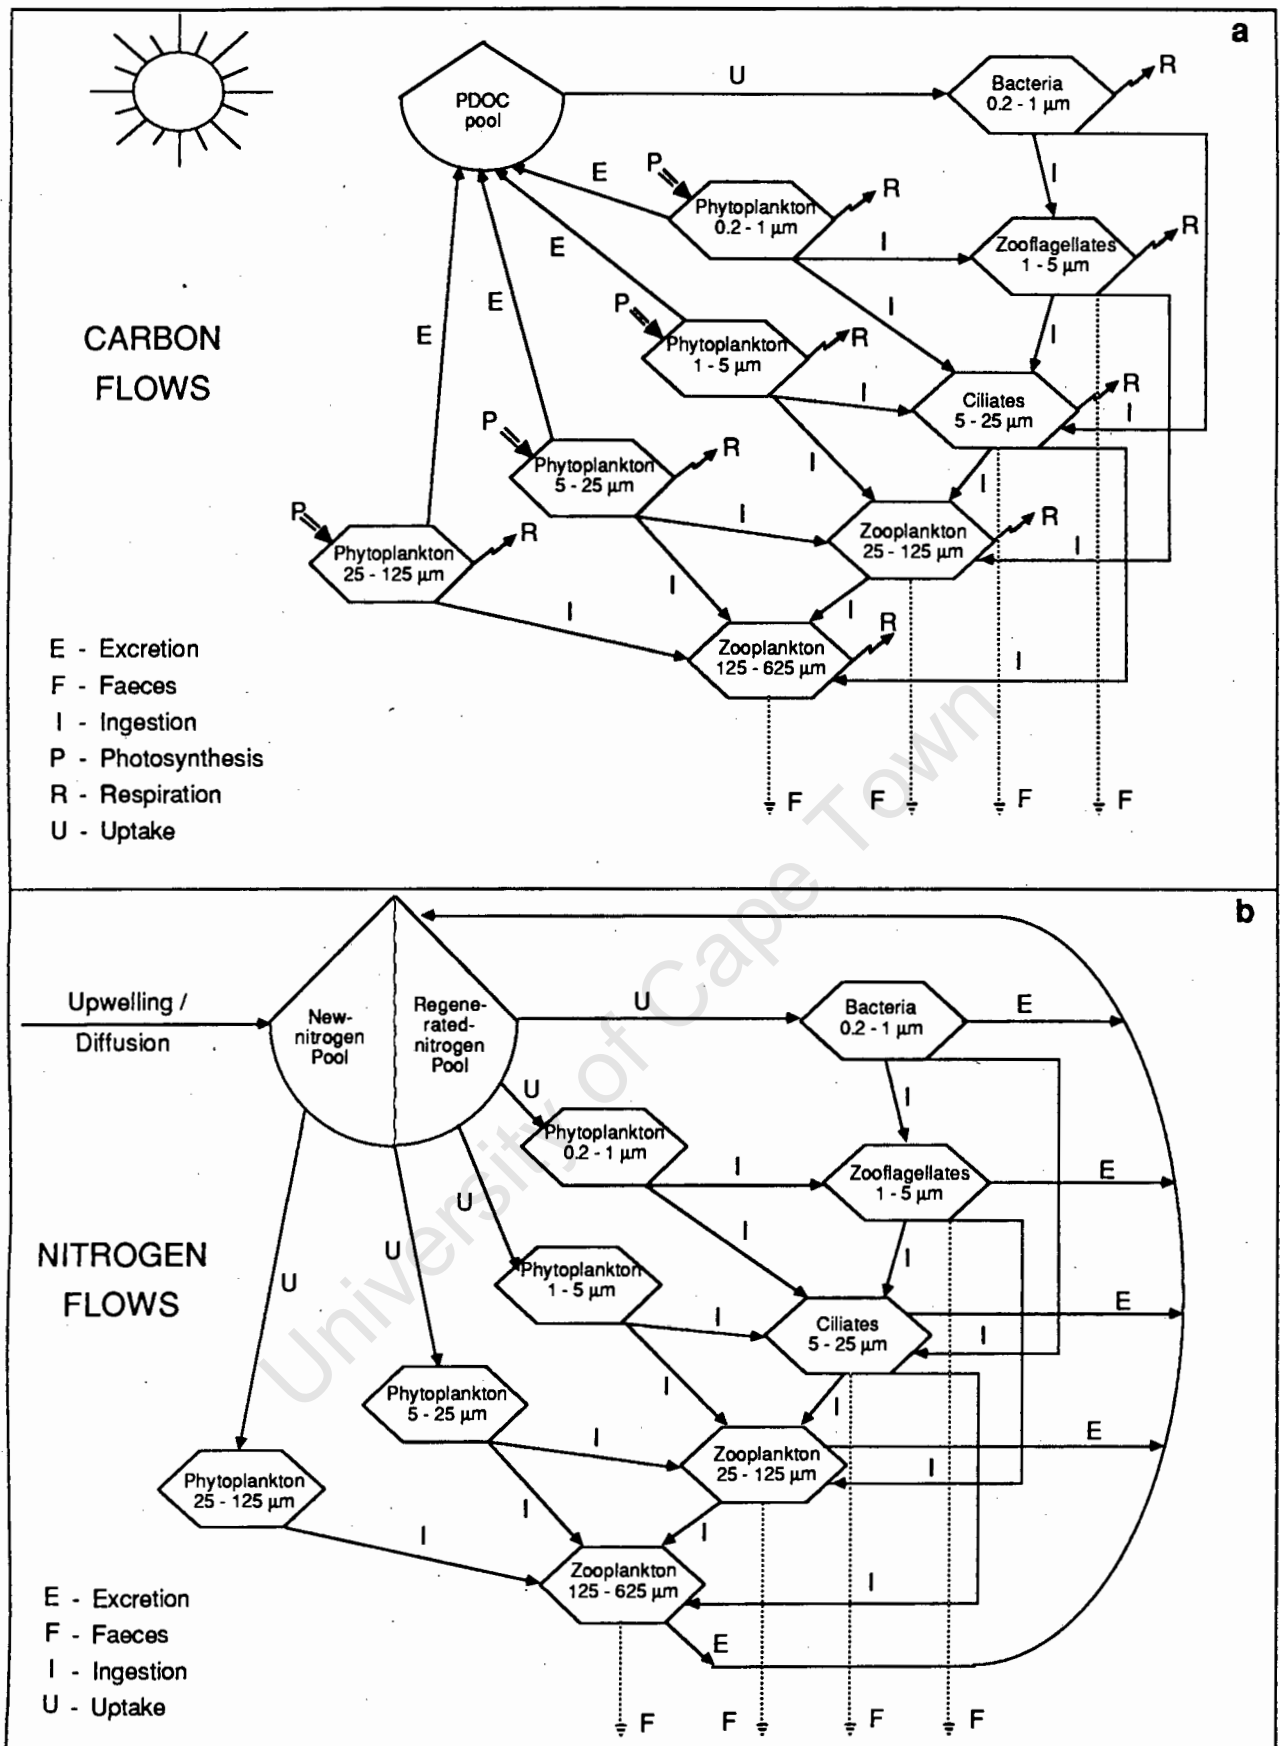 a
PDOC
pool
U
Bacteria
0.2 - 1 µm
R
I
E
P
Phytoplankton
0.2 - 1 µm
R
I
I
Zooflagellates
1 - 5 µm
R
E
P
Phytoplankton
1 - 5 µm
R
I
I
I
Ciliates
5 - 25 µm
R
I
E
E
CARBON
FLOWS
P
Phytoplankton
5 - 25 µm
R
I
I
I
Zooplankton
25 - 125 µm
R
I
P
Phytoplankton
25 - 125 µm
R
I
I
I
Zooplankton
125 - 625 µm
R
I
E - Excretion
F - Faeces
I - Ingestion
P - Photosynthesis
R - Respiration
U - Uptake
F
F
F
F
b
Upwelling /
Diffusion
New-
nitrogen
Pool
Regene-
rated-
nitrogen
Pool
U
Bacteria
0.2 - 1 µm
E
I
U
Phytoplankton
0.2 - 1 µm
I
I
Zooflagellates
1 - 5 µm
E
U
Phytoplankton
1 - 5 µm
I
I
I
Ciliates
5 - 25 µm
E
I
NITROGEN
FLOWS
U
U
Phytoplankton
5 - 25 µm
I
I
I
Zooplankton
25 - 125 µm
E
I
Phytoplankton
25 - 125 µm
I
I
I
Zooplankton
125 - 625 µm
I
E
E - Excretion
F - Faeces
I - Ingestion
U - Uptake
F
F
F
F
University of Cape Town